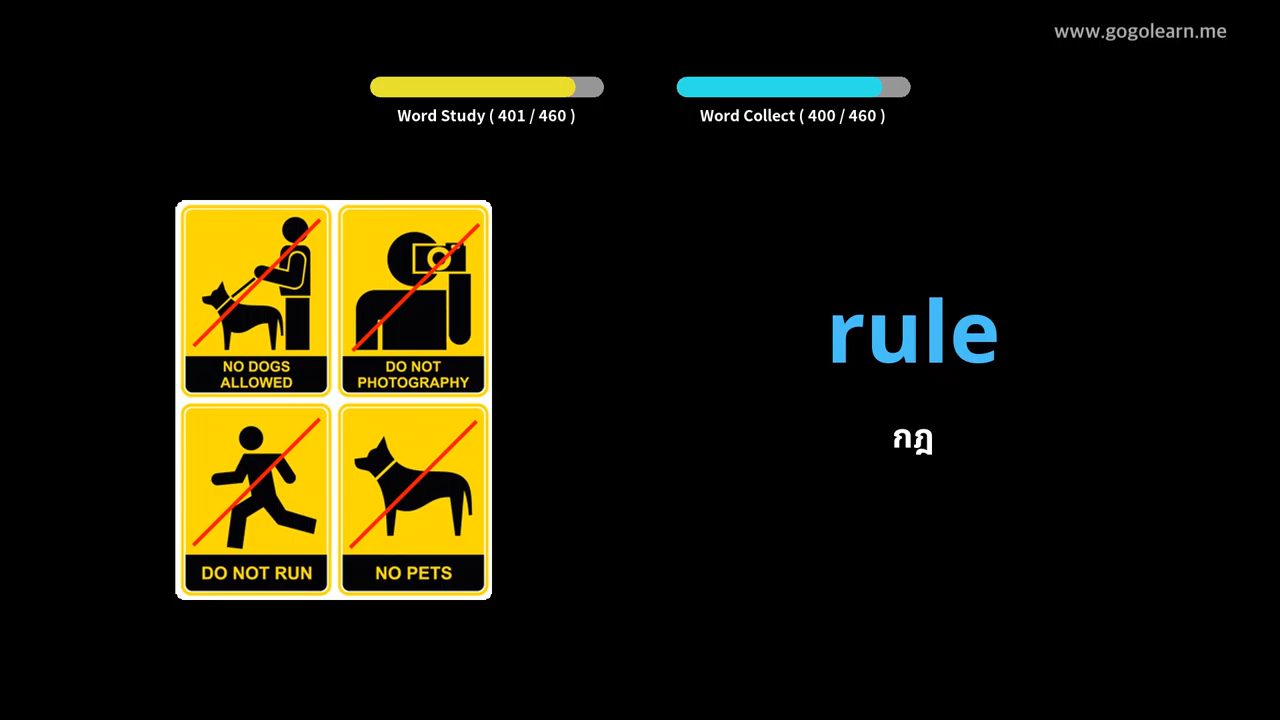 www.gogolearn.me
Word Study ( 401 / 460 )
Word Collect ( 400 / 460 )
NO DOGS
ALLOWED
DO NOT
PHOTOGRAPHY
DO NOT RUN
NO PETS
rule
กฎ